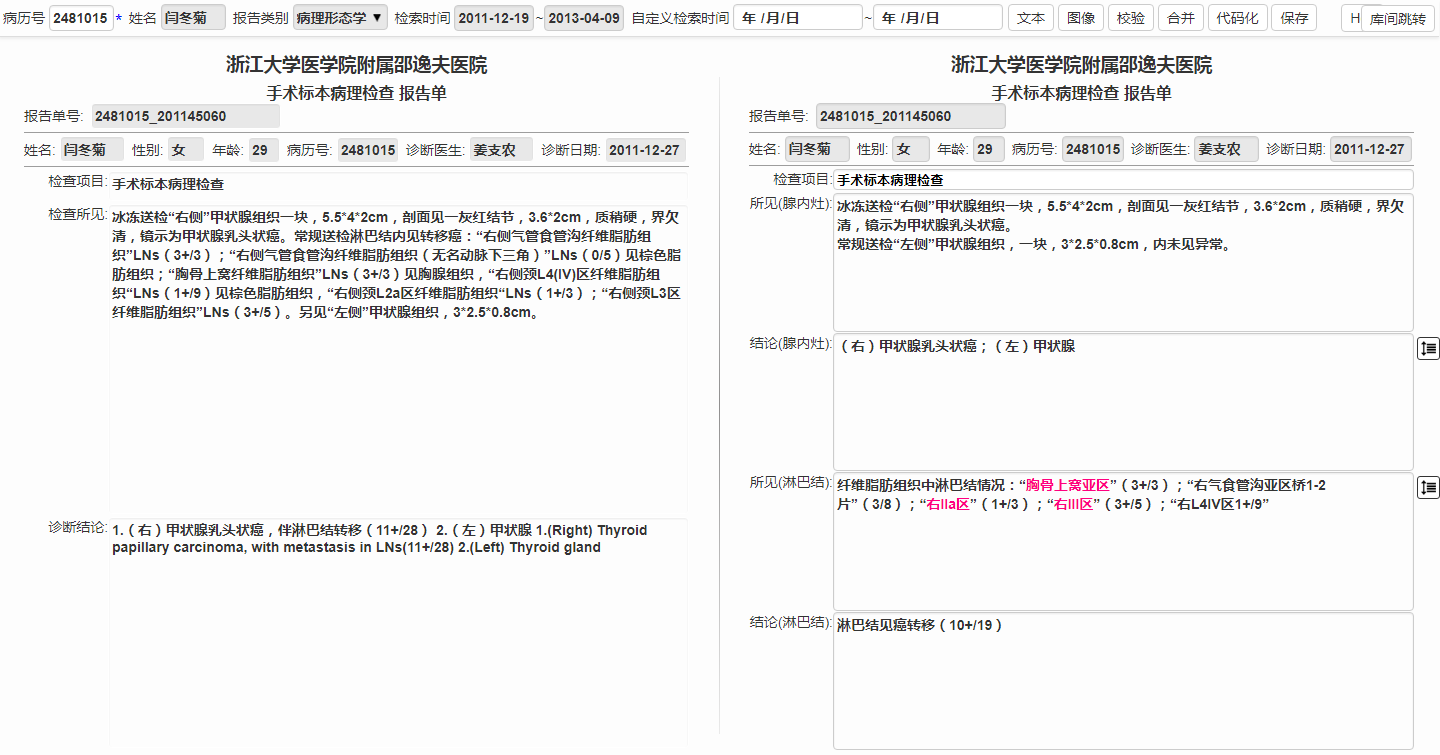 病历号 2481015 * 姓名 闫冬菊 报告类别 病理形态学 ▼ 检索时间 2011-12-19 ~ 2013-04-09 自定义检索时间 年 /月/日 ~ 年 /月/日 文本 图像 校验 合并 代码化 保存 H 库间跳转
浙江大学医学院附属邵逸夫医院
手术标本病理检查 报告单
报告单号: 2481015_201145060
姓名: 闫冬菊 性别: 女 年龄: 29 病历号: 2481015 诊断医生: 姜支农 诊断日期: 2011-12-27
检查项目: 手术标本病理检查
检查所见: 冰冻送检“右侧”甲状腺组织一块，5.5*4*2cm，剖面见一灰红结节，3.6*2cm，质稍硬，界欠
清，镜示为甲状腺乳头状癌。常规送检淋巴结内见转移癌：“右侧气管食管沟纤维脂肪组
织”LNs（3+/3）；“右侧气管食管沟纤维脂肪组织（无名动脉下三角）”LNs（0/5）见棕色脂
肪组织；“胸骨上窝纤维脂肪组织”LNs（3+/3）见胸腺组织，“右侧颈L4(IV)区纤维脂肪组
织“LNs（1+/9）见棕色脂肪组织，“右侧颈L2a区纤维脂肪组织“LNs（1+/3）；“右侧颈L3区
纤维脂肪组织”LNs（3+/5）。另见“左侧”甲状腺组织，3*2.5*0.8cm。
诊断结论: 1.（右）甲状腺乳头状癌，伴淋巴结转移（11+/28） 2.（左）甲状腺 1.(Right) Thyroid
papillary carcinoma, with metastasis in LNs(11+/28) 2.(Left) Thyroid gland
浙江大学医学院附属邵逸夫医院
手术标本病理检查 报告单
报告单号: 2481015_201145060
姓名: 闫冬菊 性别: 女 年龄: 29 病历号: 2481015 诊断医生: 姜支农 诊断日期: 2011-12-27
检查项目: 手术标本病理检查
所见(腺内灶): 冰冻送检“右侧”甲状腺组织一块，5.5*4*2cm，剖面见一灰红结节，3.6*2cm，质稍硬，界欠
清，镜示为甲状腺乳头状癌。
常规送检“左侧”甲状腺组织，一块，3*2.5*0.8cm，内未见异常。
结论(腺内灶): （右）甲状腺乳头状癌；（左）甲状腺
所见(淋巴结): 纤维脂肪组织中淋巴结情况：“胸骨上窝亚区”（3+/3）；“右气食管沟亚区桥1-2
片”（3/8）；“右IIa区”（1+/3）；“右III区”（3+/5）；“右L4IV区1+/9”
结论(淋巴结): 淋巴结见癌转移（10+/19）